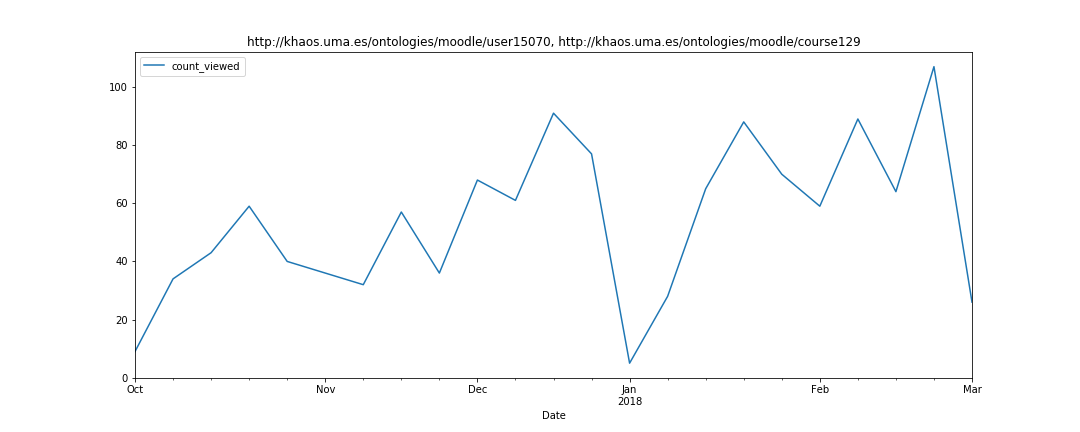 http://khaos.uma.es/ontologies/moodle/user15070, http://khaos.uma.es/ontologies/moodle/course129
count_viewed
100
80
60
40
20
0
Oct Nov Dec Jan Feb Mar
2018
Date